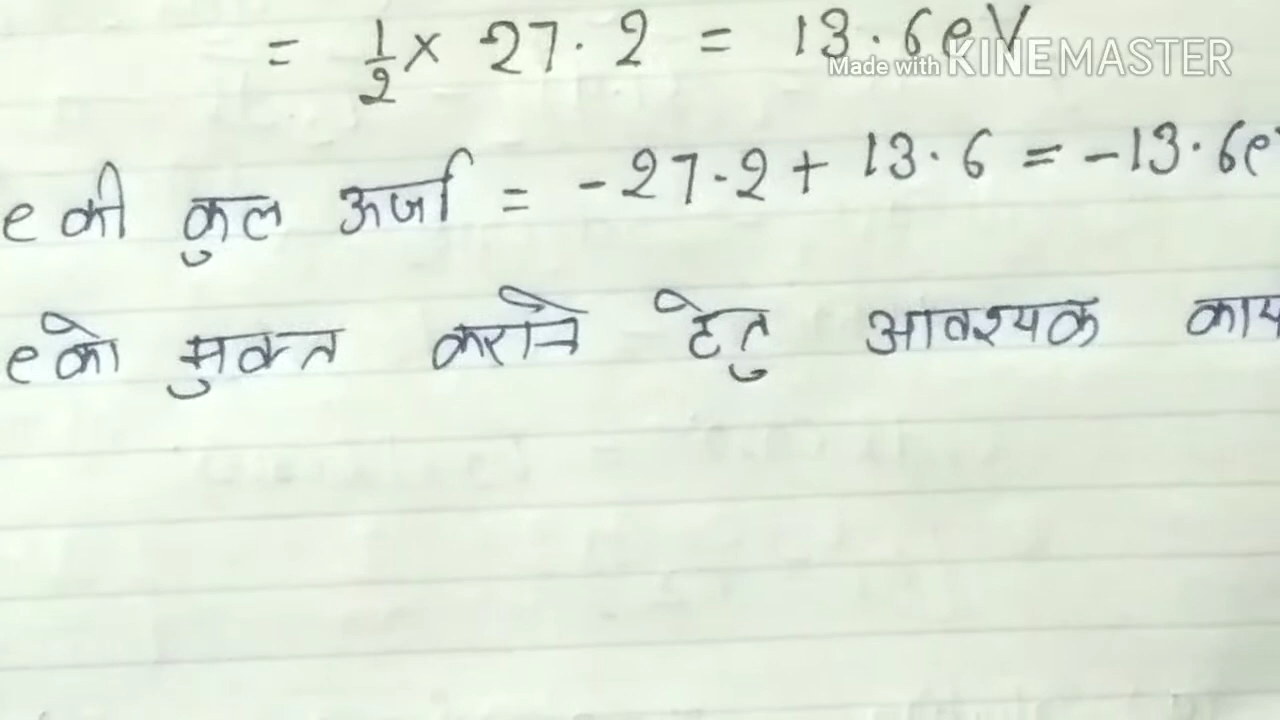 = 1/2 × 27.2 = 13.6eV
Made with KINEMASTER
e की कुल ऊर्जा = -27.2 + 13.6 = -13.6e
e को मुक्त कराने हेतु आवश्यक काय